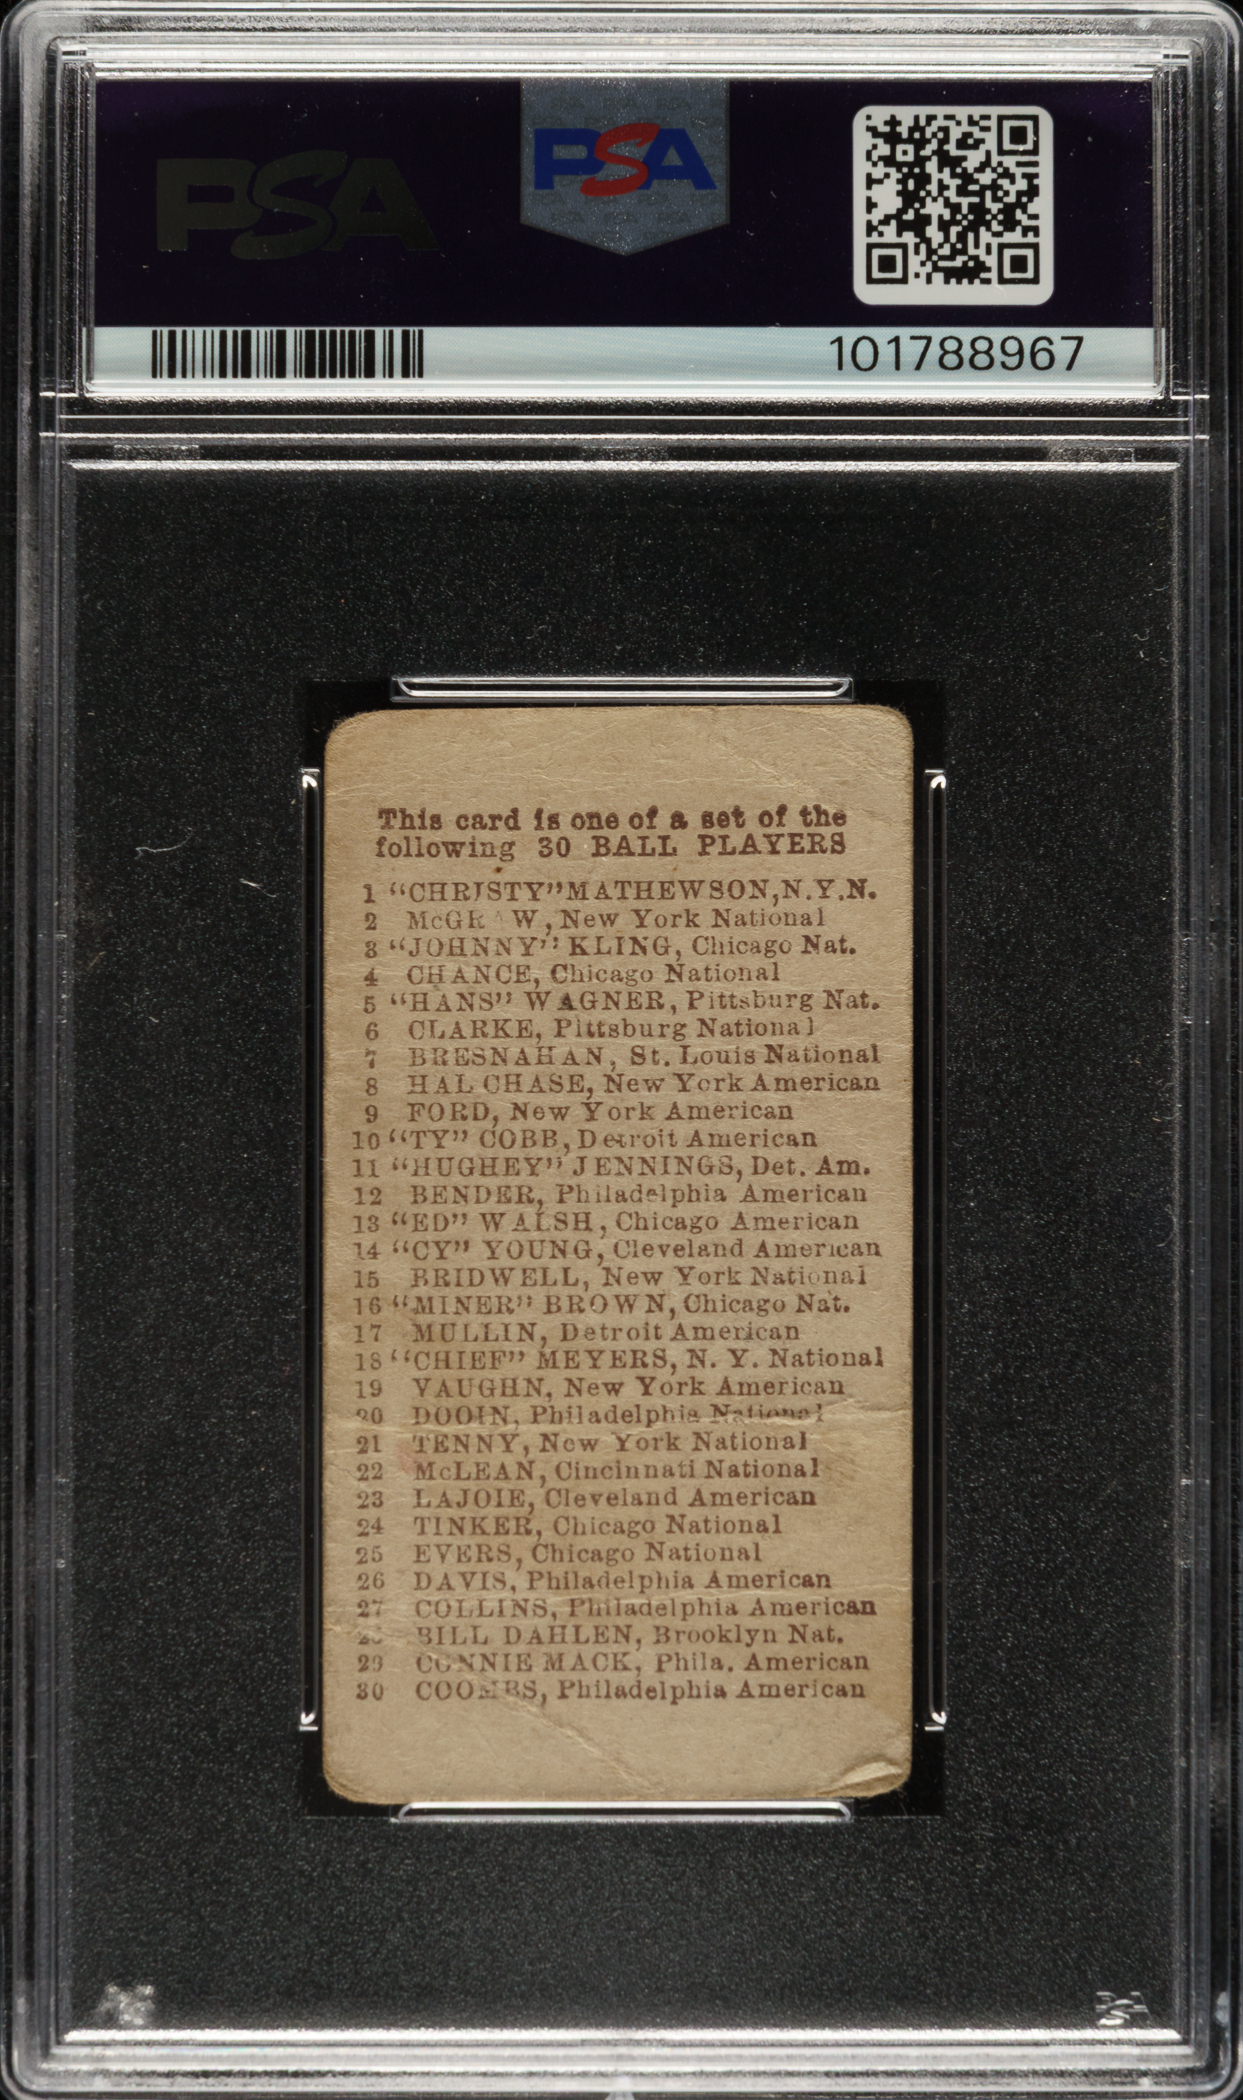 PSA
PSA
101788967
This card is one of a set of the
following 30 BALL PLAYERS
1 "CHRISTY" MATHEWSON, N.Y.N.
2 McGRAW, New York National
3 "JOHNNY" KLING, Chicago Nat.
4 CHANCE, Chicago National
5 "HANS" WAGNER, Pittsburg Nat.
6 CLARKE, Pittsburg National
7 BRESNAHAN, St. Louis National
8 HAL CHASE, New York American
9 FORD, New York American
10 "TY" COBB, Detroit American
11 "HUGHEY" JENNINGS, Det. Am.
12 BENDER, Philadelphia American
13 "ED" WALSH, Chicago American
14 "CY" YOUNG, Cleveland American
15 BRIDWELL, New York National
16 "MINER" BROWN, Chicago Nat.
17 MULLIN, Detroit American
18 "CHIEF" MEYERS, N. Y. National
19 VAUGHN, New York American
20 DOOIN, Philadelphia National
21 TENNY, New York National
22 McLEAN, Cincinnati National
23 LAJOIE, Cleveland American
24 TINKER, Chicago National
25 EVERS, Chicago National
26 DAVIS, Philadelphia American
27 COLLINS, Philadelphia American
28 BILL DAHLEN, Brooklyn Nat.
29 CONNIE MACK, Phila. American
30 COOMBS, Philadelphia American
PSA